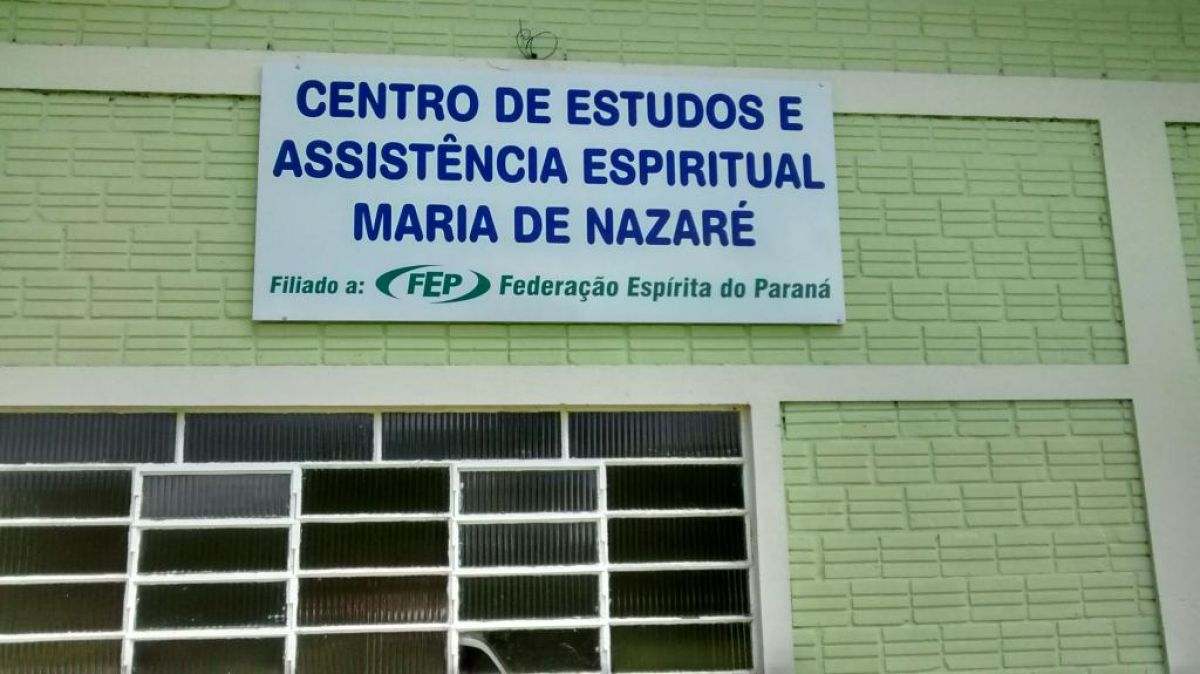 CENTRO DE ESTUDOS E
ASSISTÊNCIA ESPIRITUAL
MARIA DE NAZARÉ
Filiado a: FEP Federação Espírita do Paraná